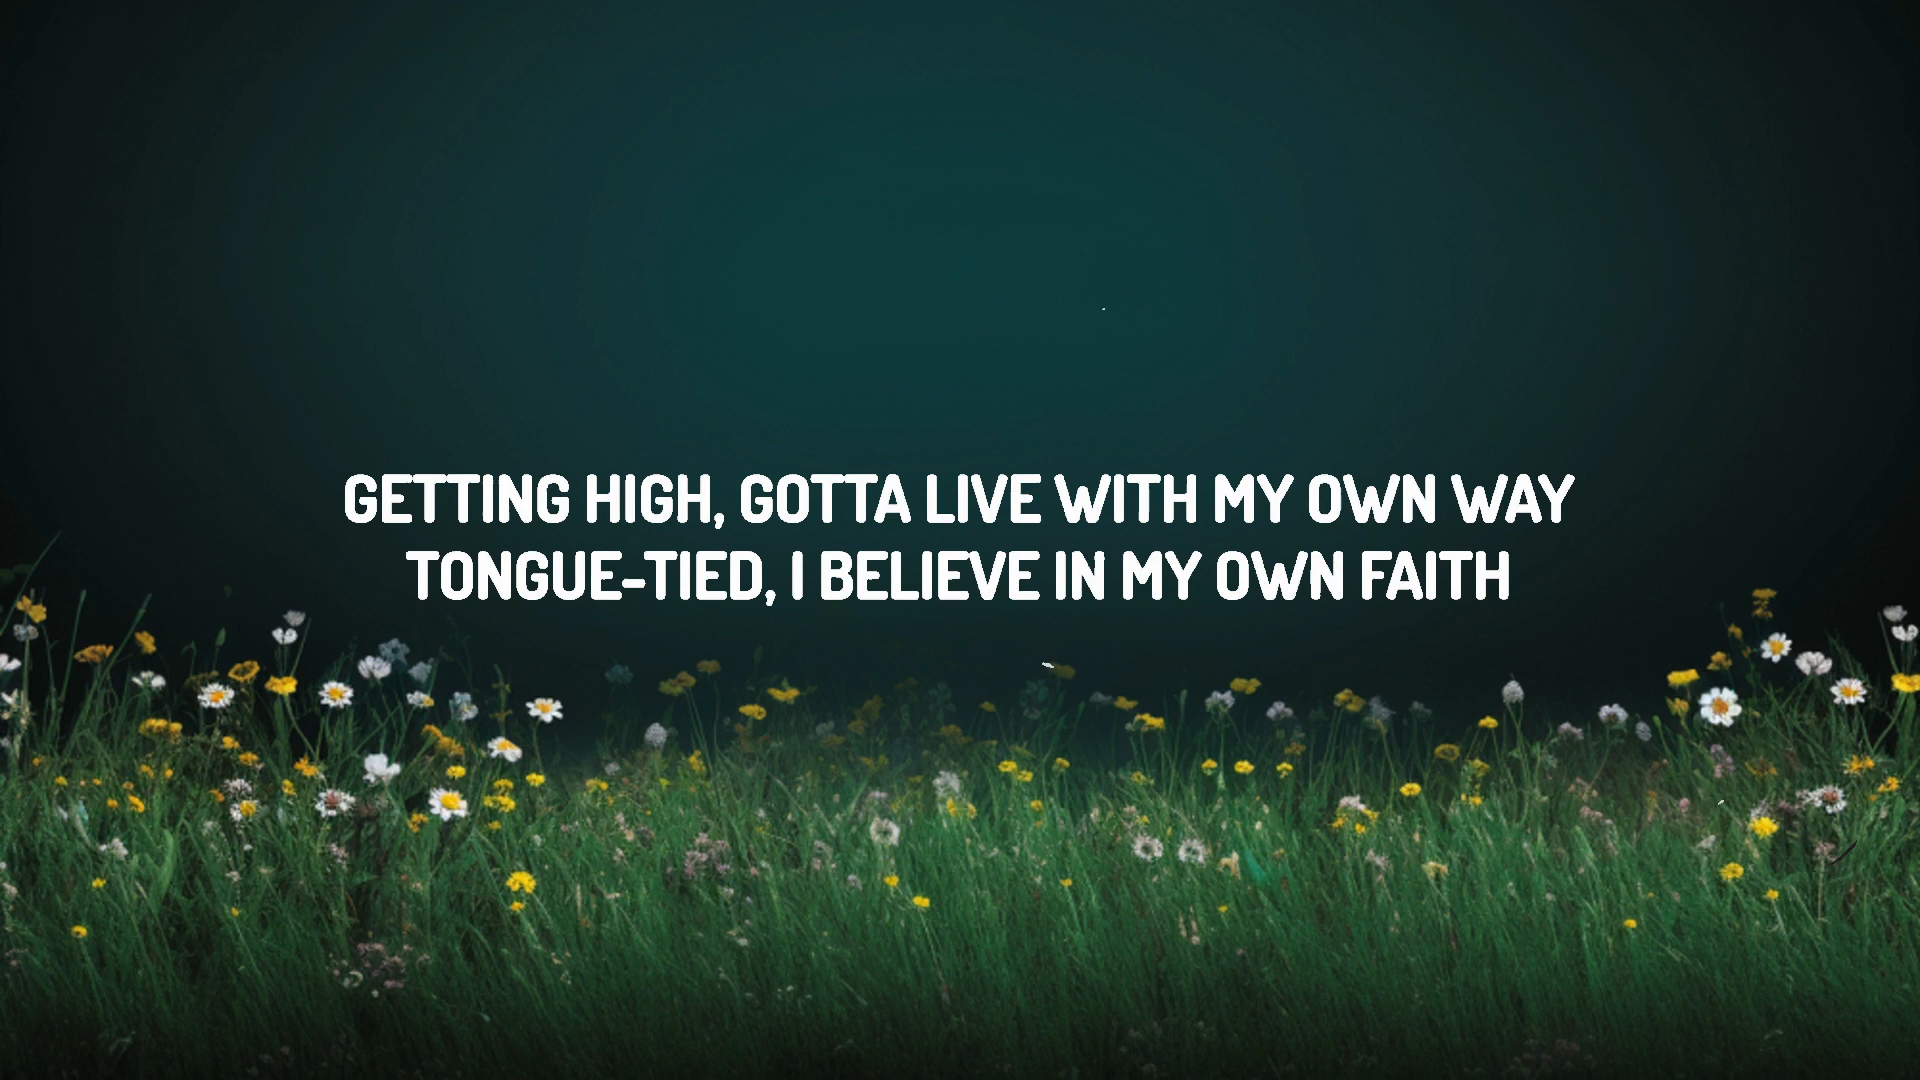 GETTING HIGH, GOTTA LIVE WITH MY OWN WAY
TONGUE-TIED, I BELIEVE IN MY OWN FAITH